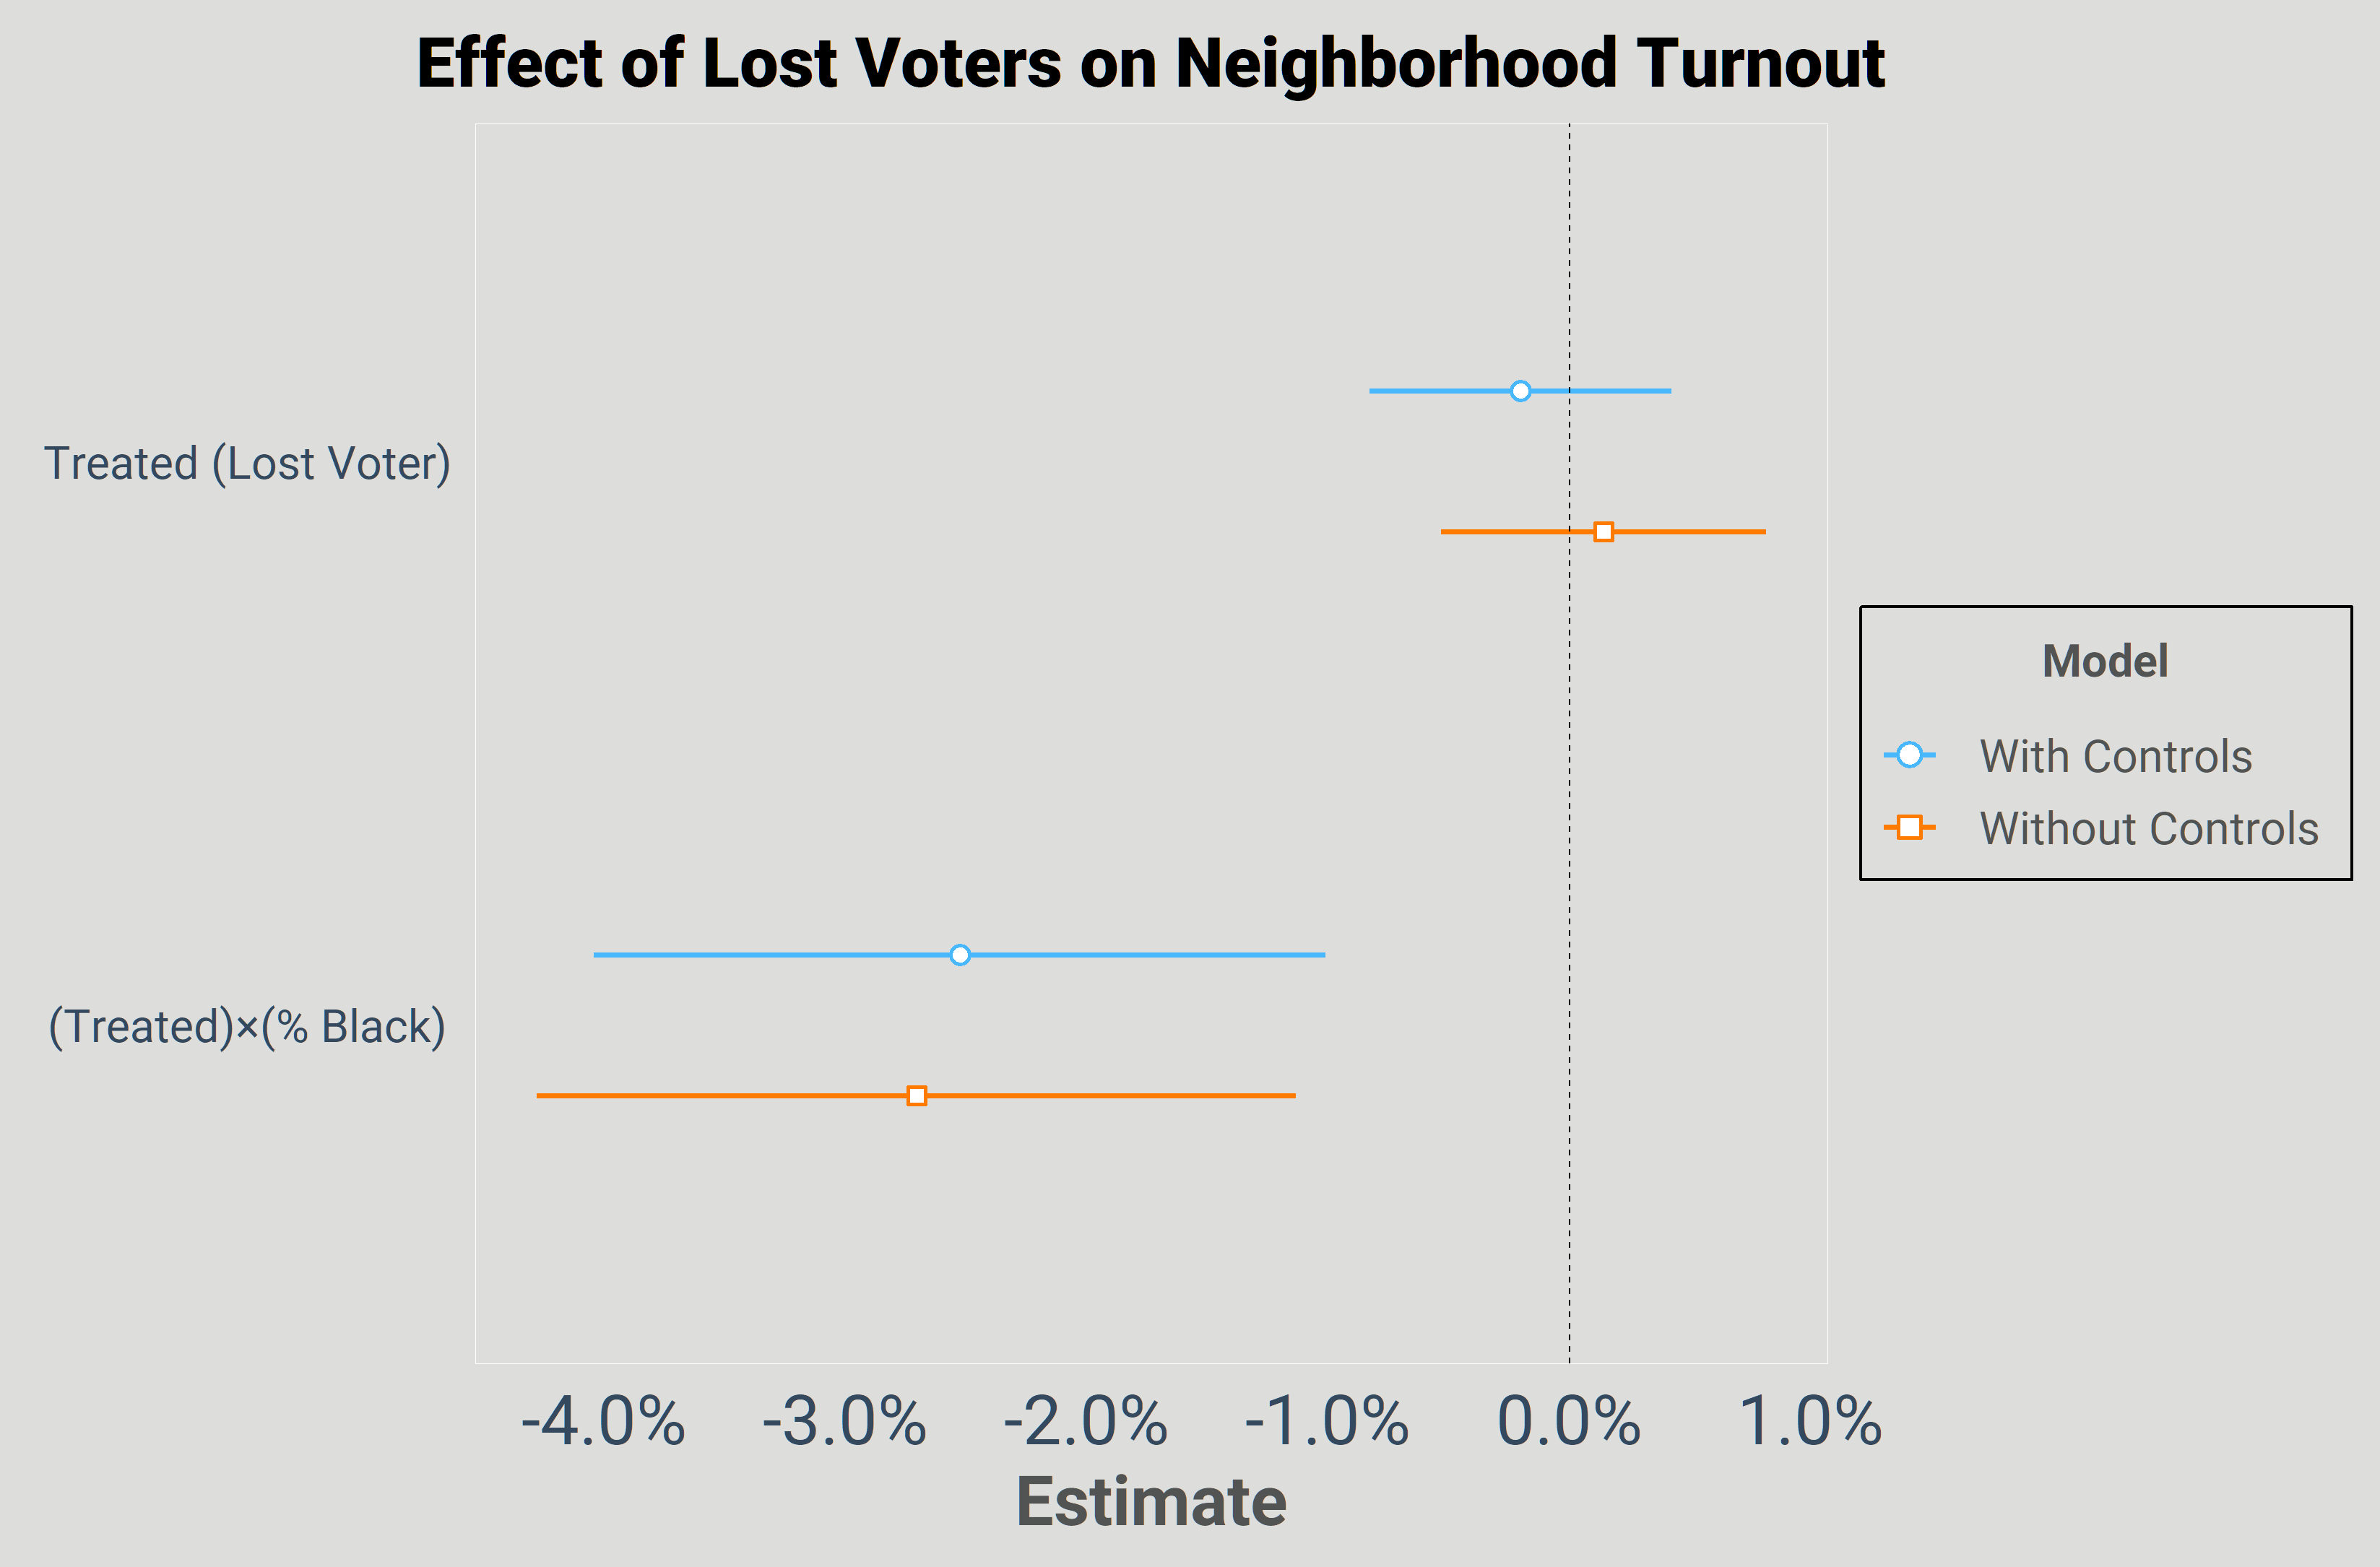 Effect of Lost Voters on Neighborhood Turnout
Treated (Lost Voter)
(Treated)×(% Black)
Model
With Controls
Without Controls
-4.0% -3.0% -2.0% -1.0% 0.0% 1.0%
Estimate